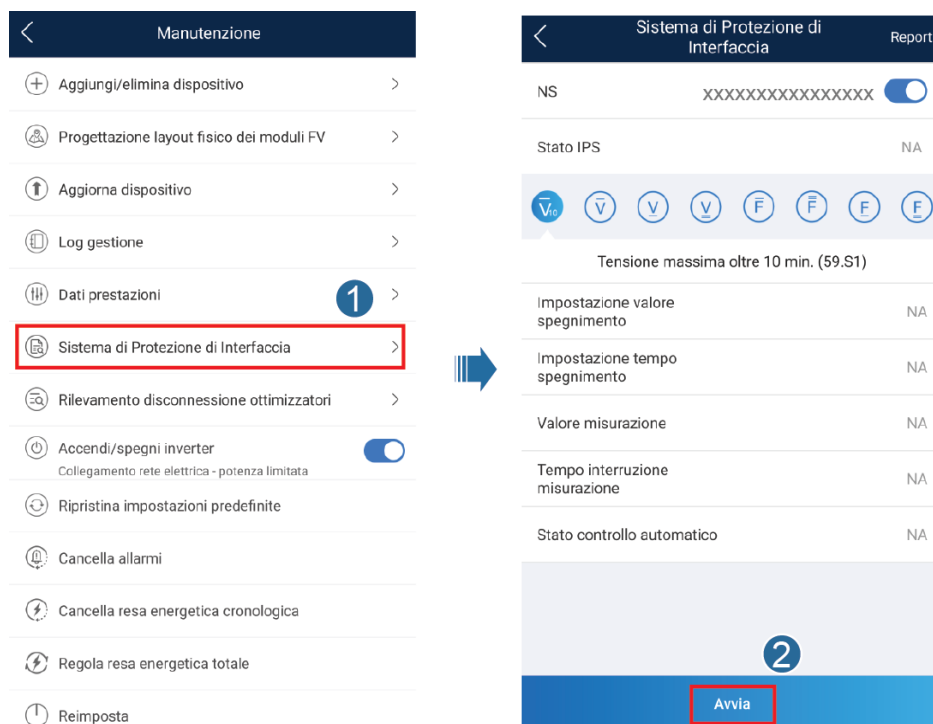 Manutenzione
Aggiungi/elimina dispositivo
Progettazione layout fisico dei moduli FV
Aggiorna dispositivo
Log gestione
Dati prestazioni
1
Sistema di Protezione di Interfaccia
Rilevamento disconnessione ottimizzatori
Accendi/spegni inverter
Collegamento rete elettrica - potenza limitata
Ripristina impostazioni predefinite
Cancella allarmi
Cancella resa energetica cronologica
Regola resa energetica totale
Reimposta
Sistema di Protezione di
Interfaccia
Report
NS XXXXXXXXXXXXXXXX
Stato IPS NA
V10 V V V F F F F
Tensione massima oltre 10 min. (59.S1)
Impostazione valore
spegnimento NA
Impostazione tempo
spegnimento NA
Valore misurazione NA
Tempo interruzione
misurazione NA
Stato controllo automatico NA
2
Avvia